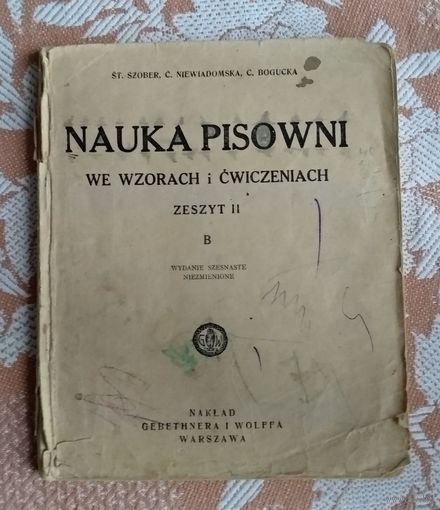 ST. SZOBER, C. NIEWIADOMSKA, C. BOGUCKA
NAUKA PISOWNI
WE WZORACH i ĆWICZENIACH
ZESZYT II
B
WYDANIE SZESNASTE
NIEZMIENIONE
NAKŁAD
GEBETHNERA I WOLFFA
WARSZAWA